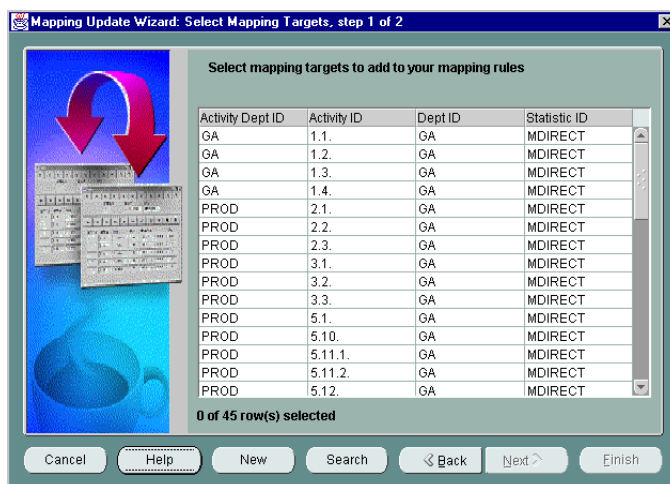 Mapping Update Wizard: Select Mapping Targets, step 1 of 2
Select mapping targets to add to your mapping rules
Activity Dept ID Activity ID Dept ID Statistic ID
GA 1.1. GA MDIRECT
GA 1.2. GA MDIRECT
GA 1.3. GA MDIRECT
GA 1.4. GA MDIRECT
PROD 2.1. GA MDIRECT
PROD 2.2. GA MDIRECT
PROD 2.3. GA MDIRECT
PROD 3.1. GA MDIRECT
PROD 3.2. GA MDIRECT
PROD 3.3. GA MDIRECT
PROD 5.1. GA MDIRECT
PROD 5.10. GA MDIRECT
PROD 5.11.1. GA MDIRECT
PROD 5.11.2. GA MDIRECT
PROD 5.12. GA MDIRECT
0 of 45 row(s) selected
Cancel Help New Search Back Next Finish